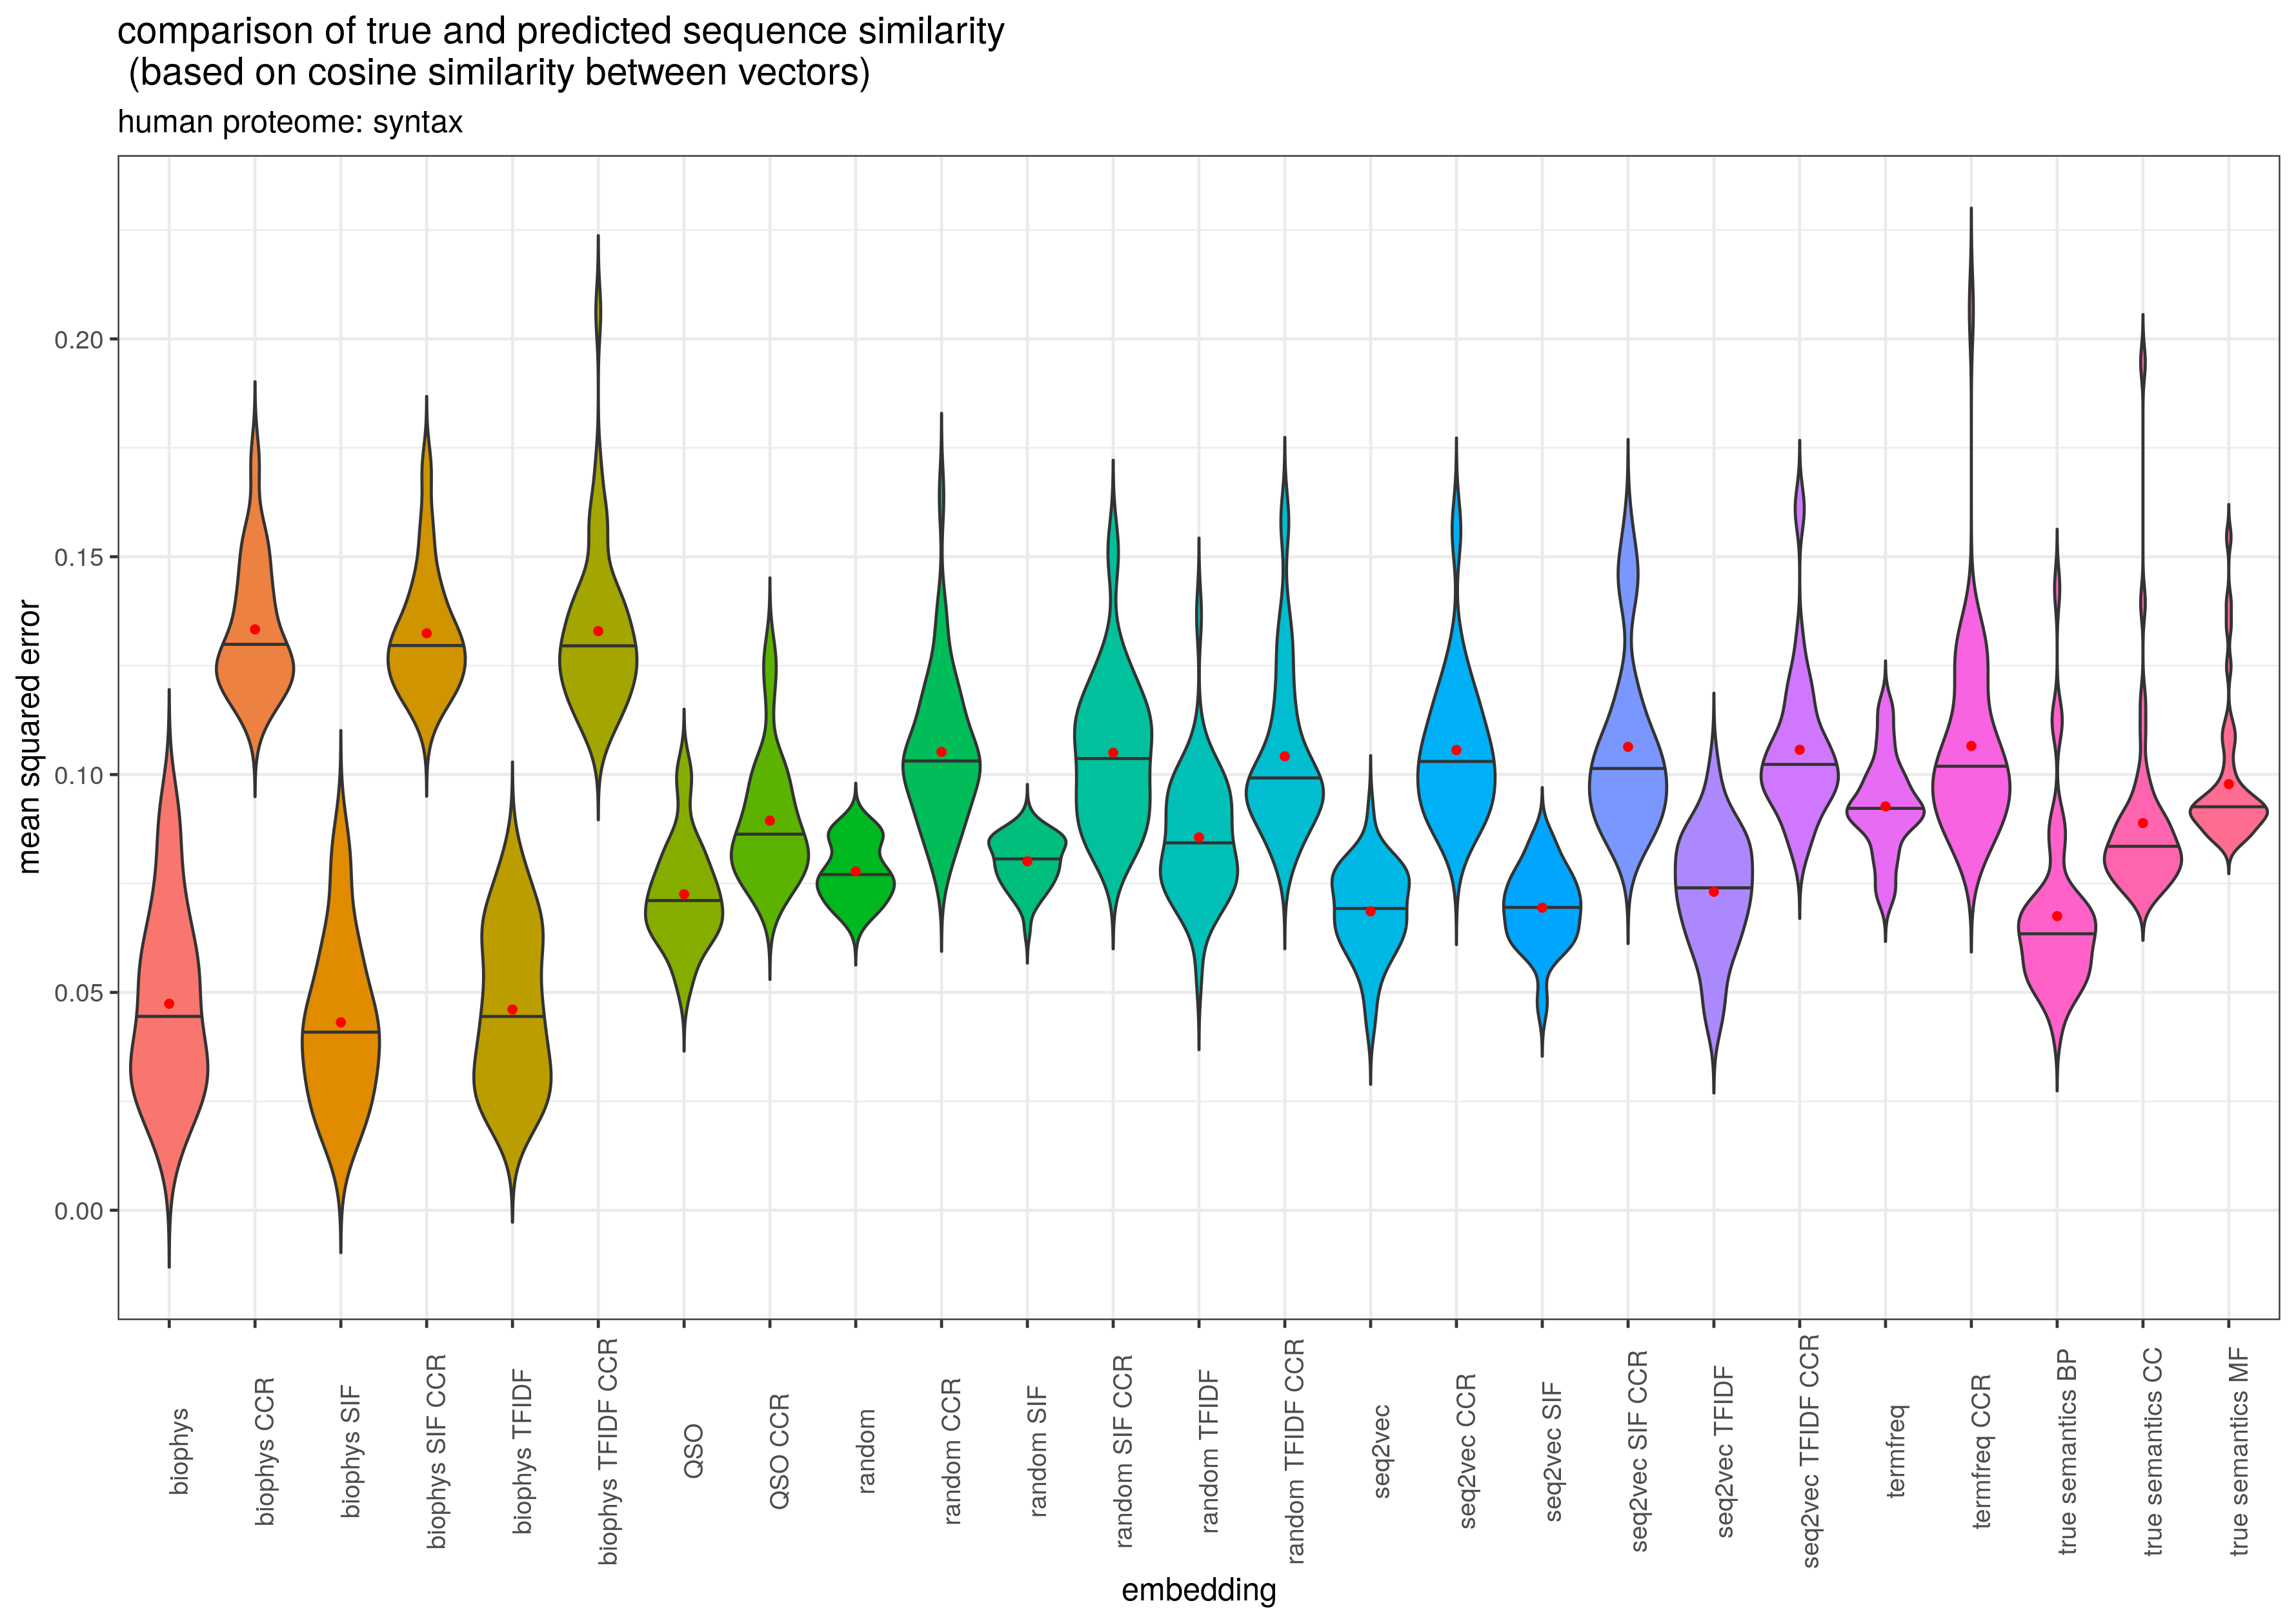 comparison of true and predicted sequence similarity
(based on cosine similarity between vectors)
human proteome: syntax
mean squared error
0.20
0.15
0.10
0.05
0.00
biophys
biophys CCR
biophys SIF
biophys SIF CCR
biophys TFIDF
biophys TFIDF CCR
QSO
QSO CCR
random
random CCR
random SIF
random SIF CCR
random TFIDF
random TFIDF CCR
seq2vec
seq2vec CCR
seq2vec SIF
seq2vec SIF CCR
seq2vec TFIDF
seq2vec TFIDF CCR
termfreq
termfreq CCR
true semantics BP
true semantics CC
true semantics MF
embedding